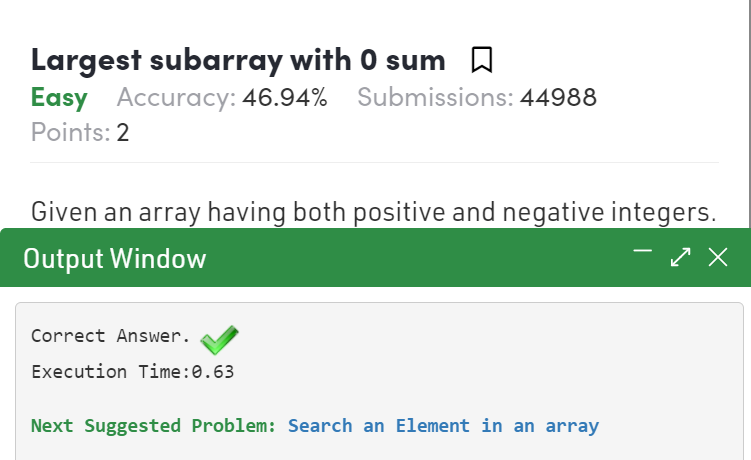 Largest subarray with 0 sum
Easy Accuracy: 46.94% Submissions: 44988
Points: 2
Given an array having both positive and negative integers.
Output Window
Correct Answer.
Execution Time:0.63
Next Suggested Problem: Search an Element in an array